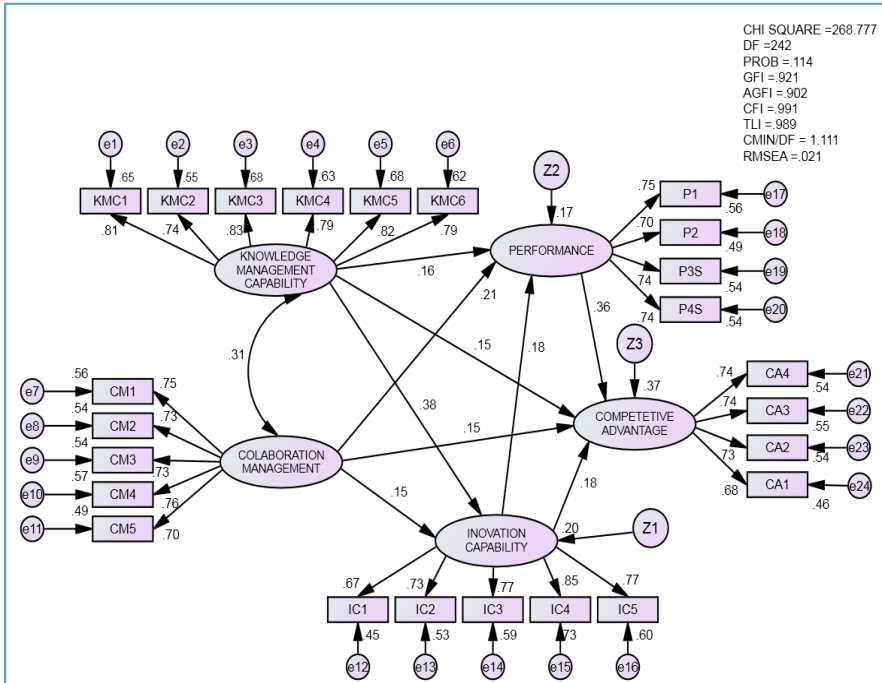 CHI SQUARE =268.777
DF =242
PROB =.114
GFI =.921
AGFI =.902
CFI =.991
TLI =.989
CMIN/DF = 1.111
RMSEA =.021
e1 e2 e3 e4 e5 e6
.65 .55 .68 .63 .68 .62
KMC1 KMC2 KMC3 KMC4 KMC5 KMC6
.81 .74 .83 .79 .82 .79
KNOWLEDGE
MANAGEMENT
CAPABILITY
Z2
.17
PERFORMANCE
.75 P1 .56 e17
.70 P2 .49 e18
.74 P3S .54 e19
.74 P4S .54 e20
.16
.21
.15
.36
.18
.31
.38
.15
.15
.18
Z3
.37
COMPETETIVE
ADVANTAGE
.74 CA4 .54 e21
.74 CA3 .55 e22
.73 CA2 .54 e23
.68 CA1 .46 e24
e7 .56 CM1 .75
e8 .54 CM2 .73
e9 .54 CM3 .73
e10 .57 CM4 .76
e11 .49 CM5 .70
COLABORATION
MANAGEMENT
.20
Z1
INOVATION
CAPABILITY
.67 .73 .77 .85 .77
IC1 IC2 IC3 IC4 IC5
.45 .53 .59 .73 .60
e12 e13 e14 e15 e16